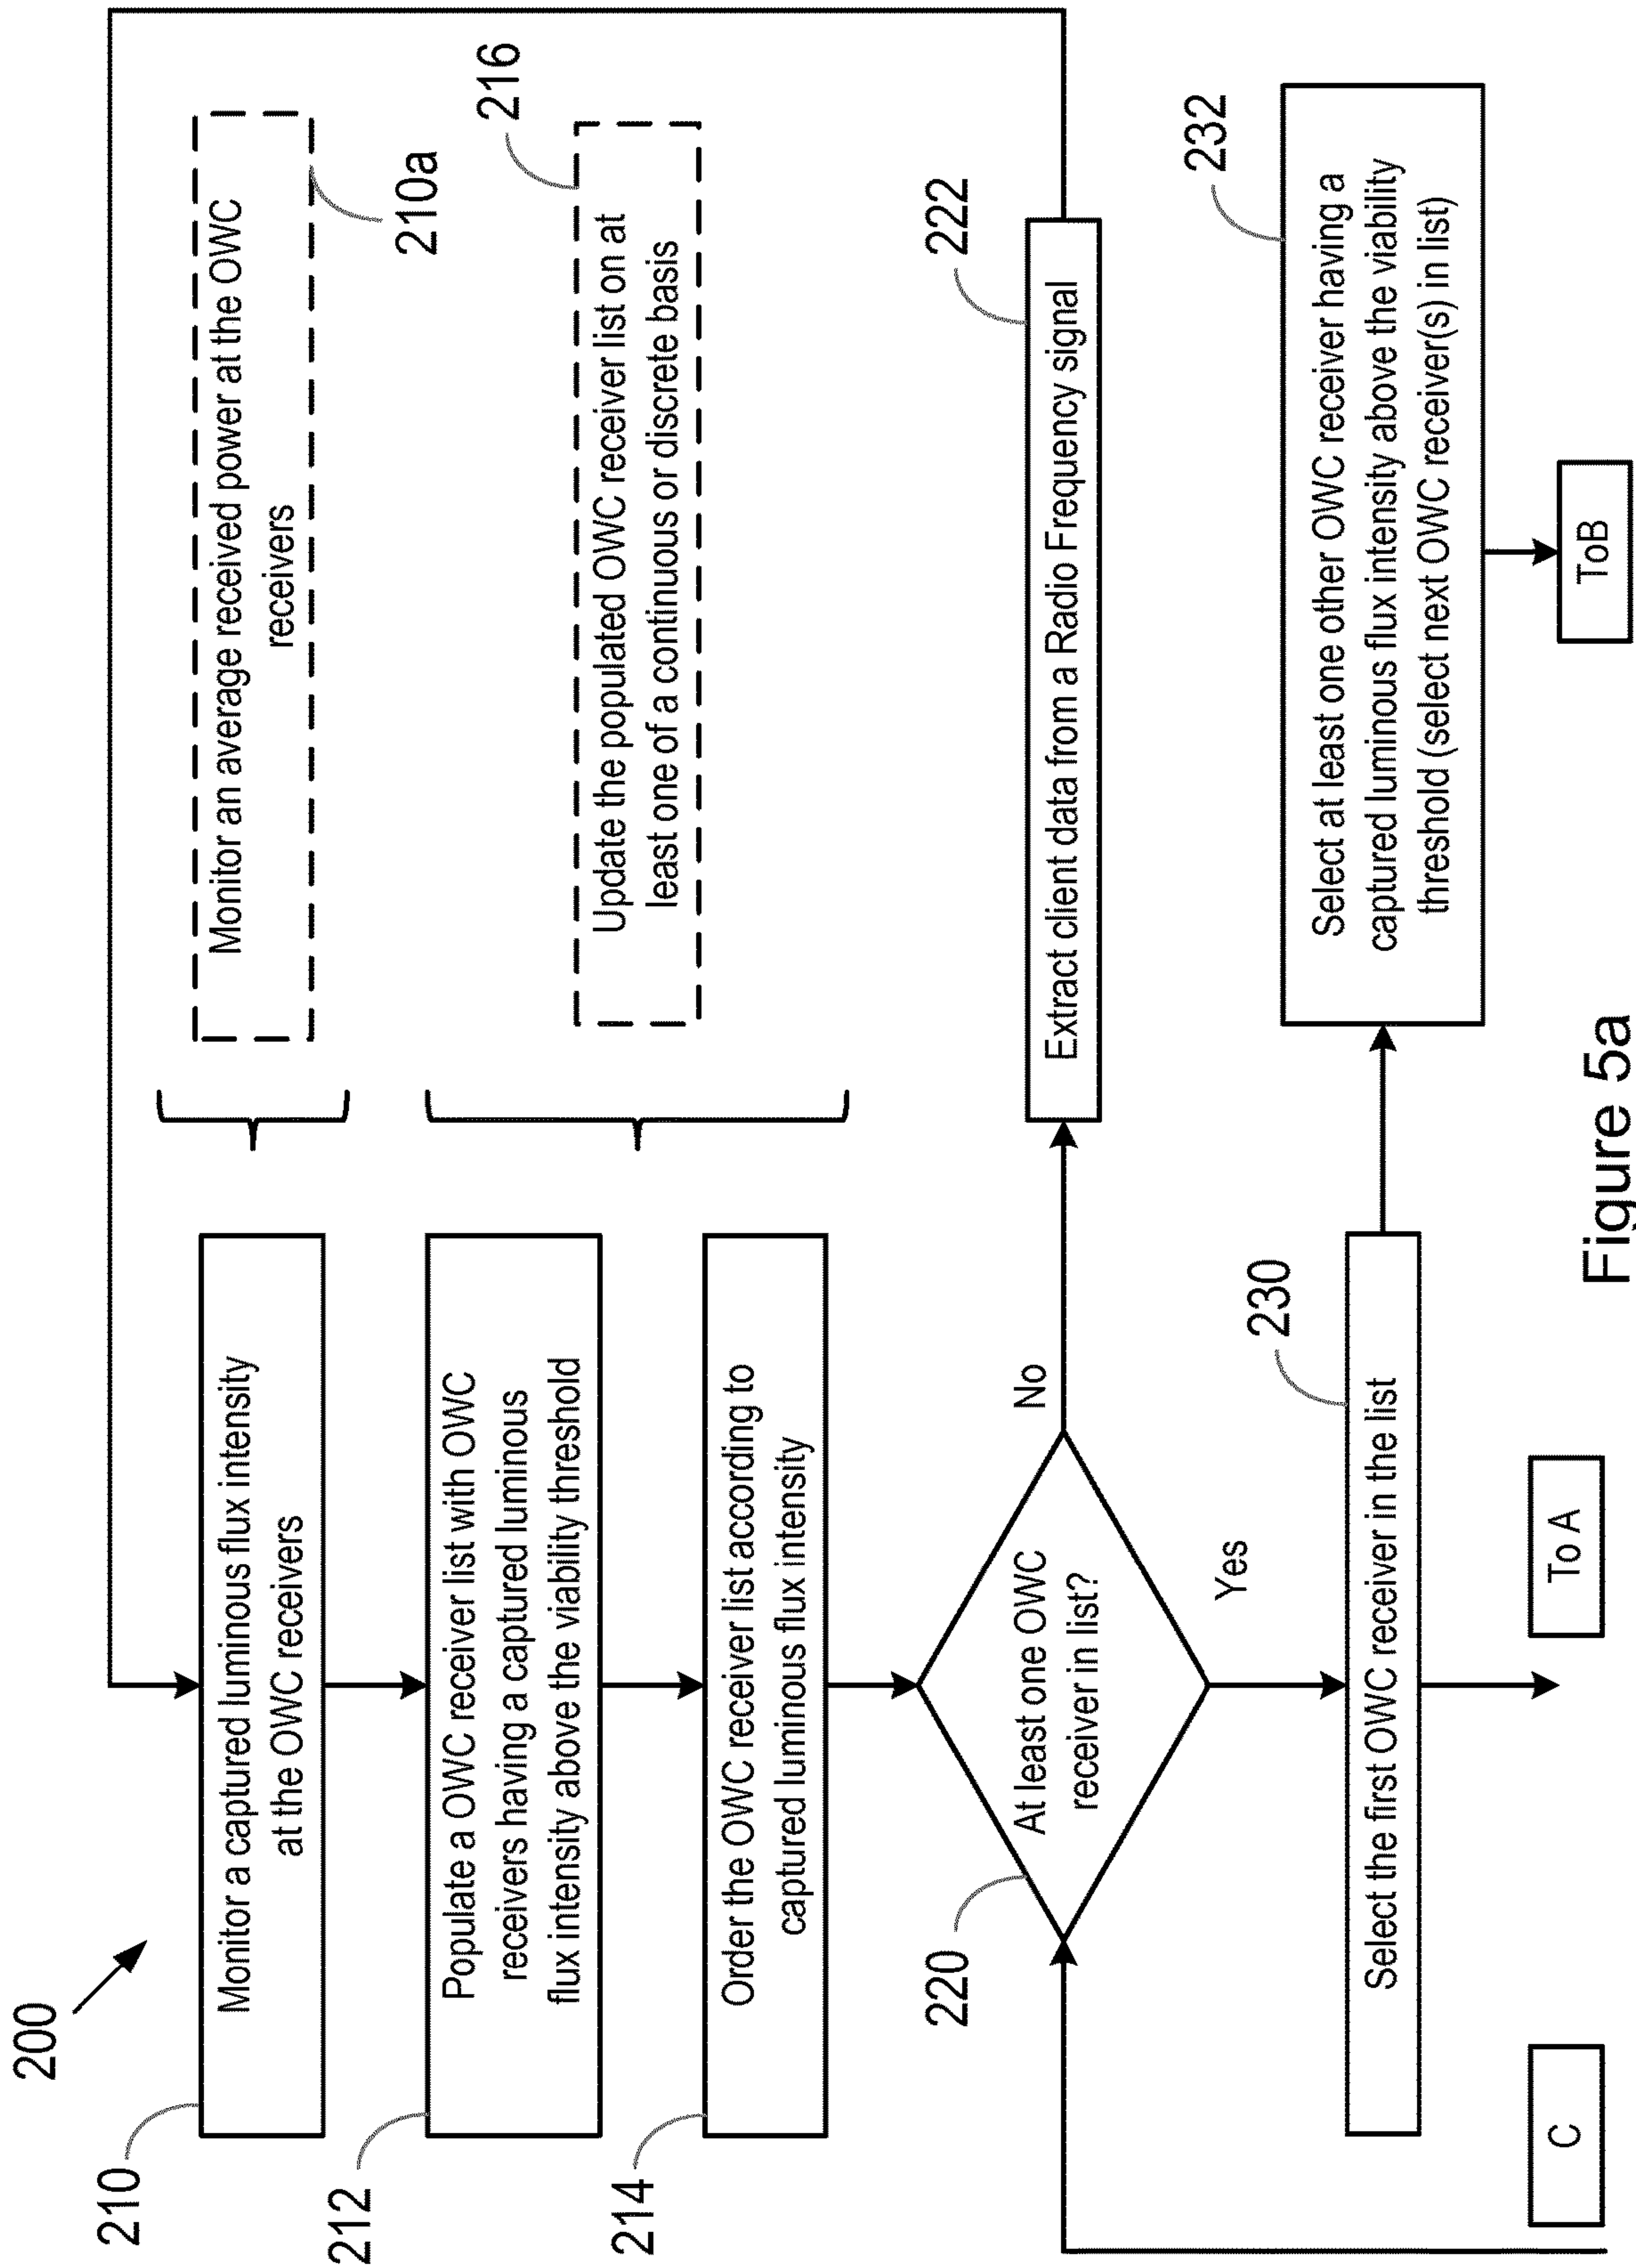 200
210
Monitor a captured luminous flux intensity
at the OWC receivers
Monitor an average received power at the OWC
receivers
210a
212
Populate a OWC receiver list with OWC
receivers having a captured luminous
flux intensity above the viability threshold
216
Update the populated OWC receiver list on at
least one of a continuous or discrete basis
214
Order the OWC receiver list according to
captured luminous flux intensity
220
At least one OWC
receiver in list?
No
222
Extract client data from a Radio Frequency signal
Yes
230
Select the first OWC receiver in the list
232
Select at least one other OWC receiver having a
captured luminous flux intensity above the viability
threshold (select next OWC receiver(s) in list)
C
To A
ToB
Figure 5a